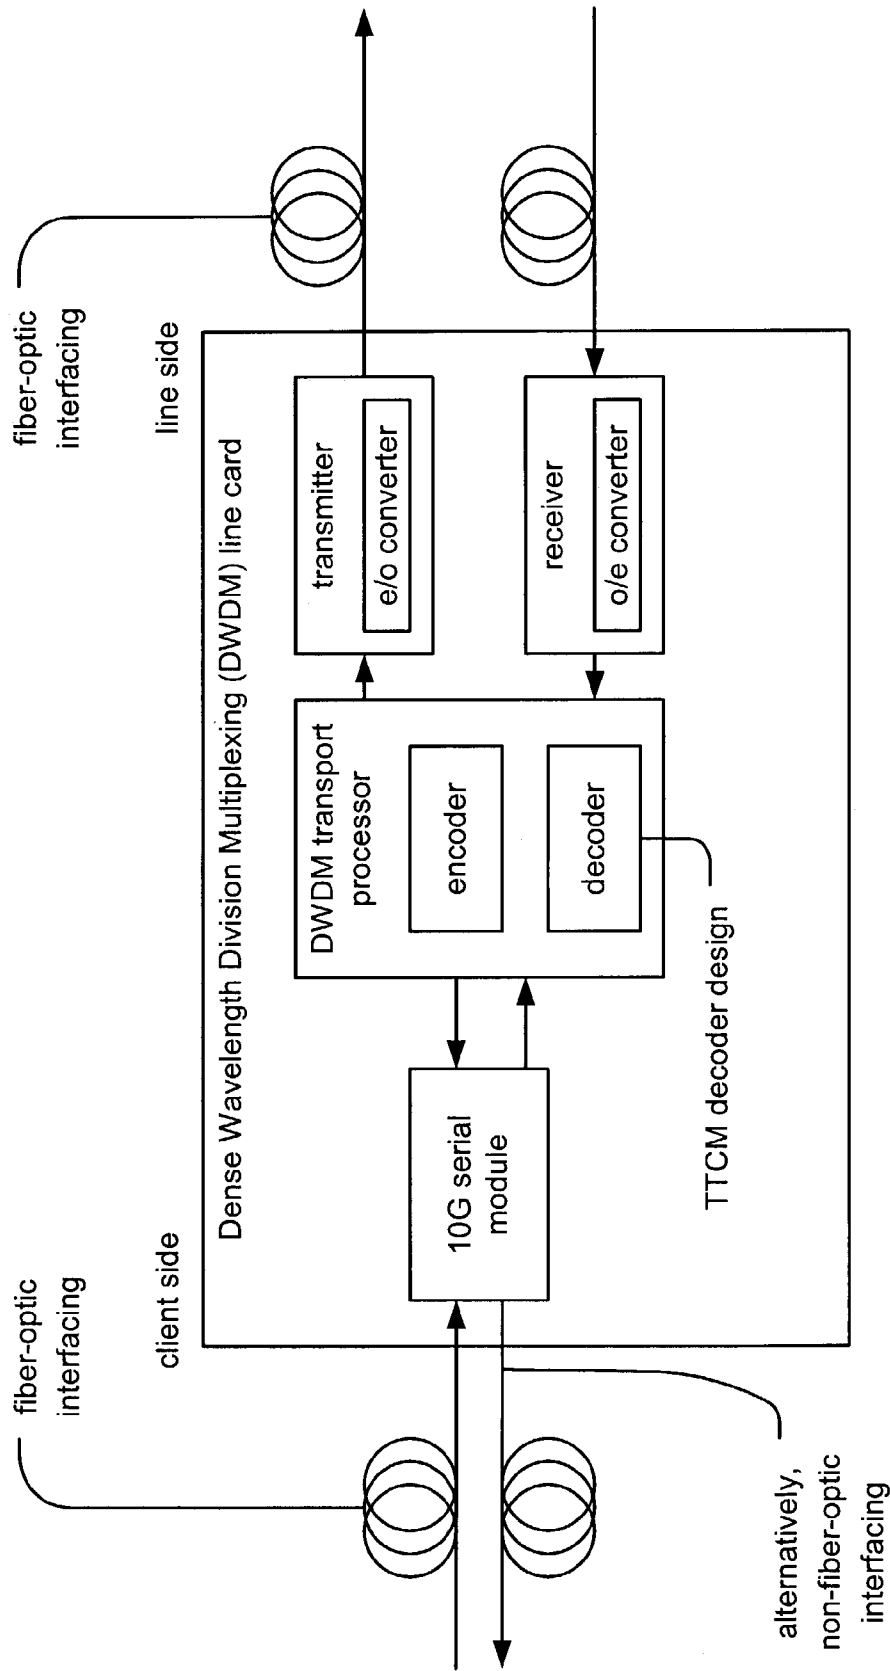 fiber-optic
interfacing
fiber-optic
interfacing
client side
line side
Dense Wavelength Division Multiplexing (DWDM) line card
10G serial
module
DWDM transport
processor
encoder
decoder
transmitter
e/o converter
receiver
o/e converter
TTCM decoder design
alternatively,
non-fiber-optic
interfacing